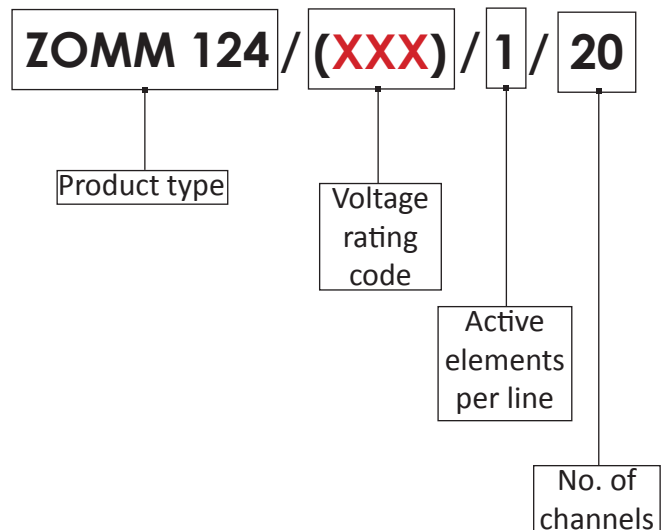 ZOMM 124 / (XXX) / 1 / 20
Product type
Voltage
rating
code
Active
elements
per line
No. of
channels